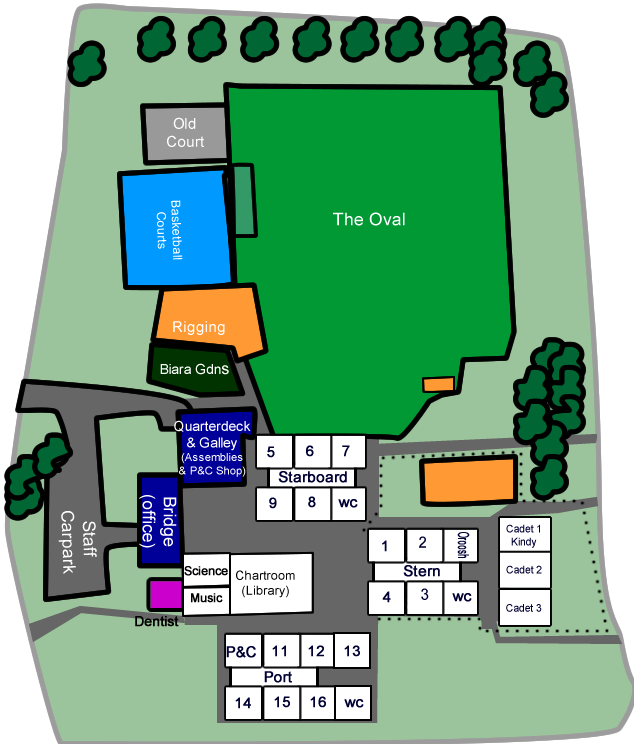 Old
Court
The Oval
Basketball
Courts
Rigging
Biara Gdns
Quarterdeck
& Galley
(Assemblies
& P&C Shop)
5 6 7
Starboard
9 8 wc
Bridge
(office)
Staff
Carpark
1 2 Oroosh
Stern
4 3 wc
Cadet 1
Kindy
Cadet 2
Cadet 3
Science
Music
Chartroom
(Library)
Dentist
P&C 11 12 13
Port
14 15 16 wc